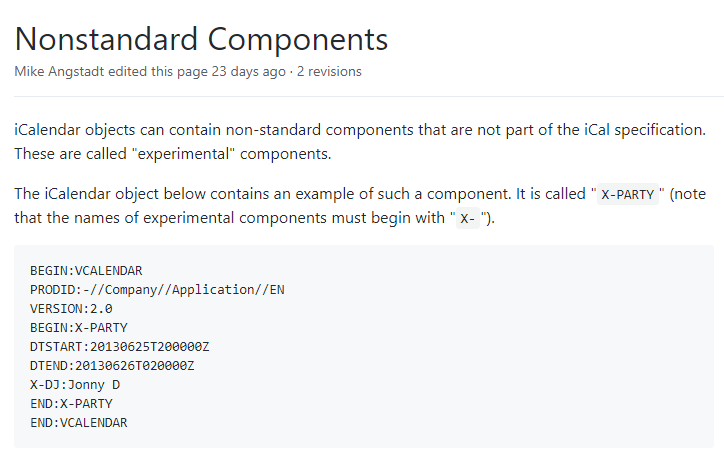 Nonstandard Components
Mike Angstadt edited this page 23 days ago · 2 revisions
iCalendar objects can contain non-standard components that are not part of the iCal specification.
These are called "experimental" components.
The iCalendar object below contains an example of such a component. It is called "X-PARTY" (note
that the names of experimental components must begin with "X-").
BEGIN:VCALENDAR
PRODID:-//Company//Application//EN
VERSION:2.0
BEGIN:X-PARTY
DTSTART:20130625T200000Z
DTEND:20130626T020000Z
X-DJ:Jonny D
END:X-PARTY
END:VCALENDAR